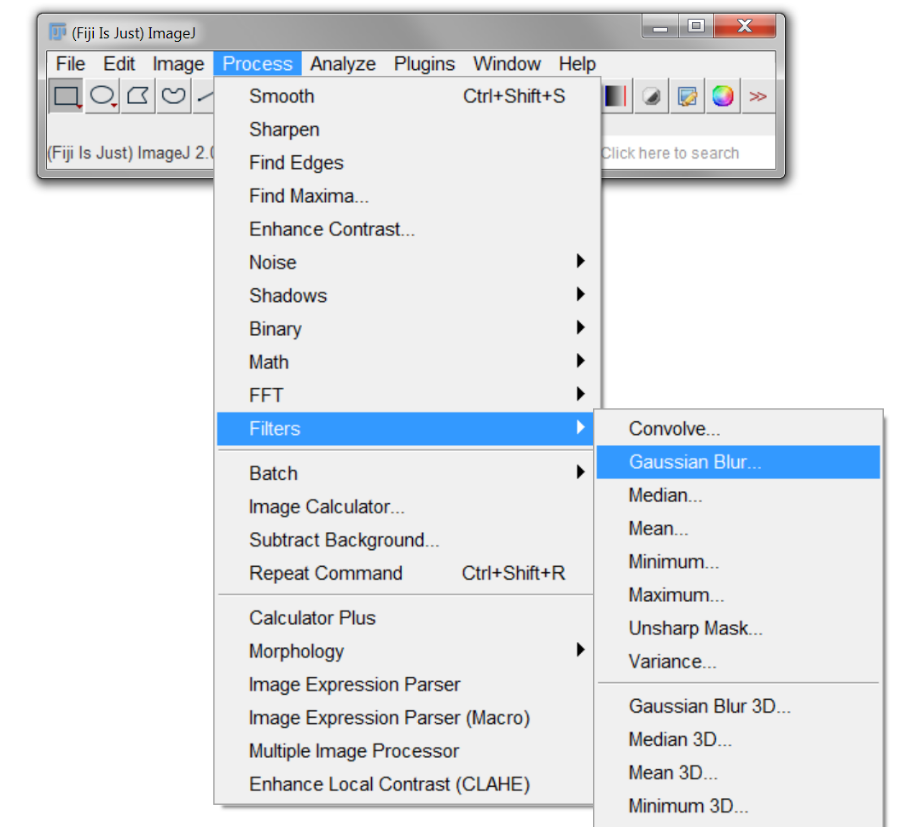 (Fiji Is Just) ImageJ
File Edit Image Process Analyze Plugins Window Help
>>
(Fiji Is Just) ImageJ 2.0
Click here to search
Smooth Ctrl+Shift+S
Sharpen
Find Edges
Find Maxima...
Enhance Contrast...
Noise
Shadows
Binary
Math
FFT
Filters
Batch
Image Calculator...
Subtract Background...
Repeat Command Ctrl+Shift+R
Calculator Plus
Morphology
Image Expression Parser
Image Expression Parser (Macro)
Multiple Image Processor
Enhance Local Contrast (CLAHE)
Convolve...
Gaussian Blur...
Median...
Mean...
Minimum...
Maximum...
Unsharp Mask...
Variance...
Gaussian Blur 3D...
Median 3D...
Mean 3D...
Minimum 3D...